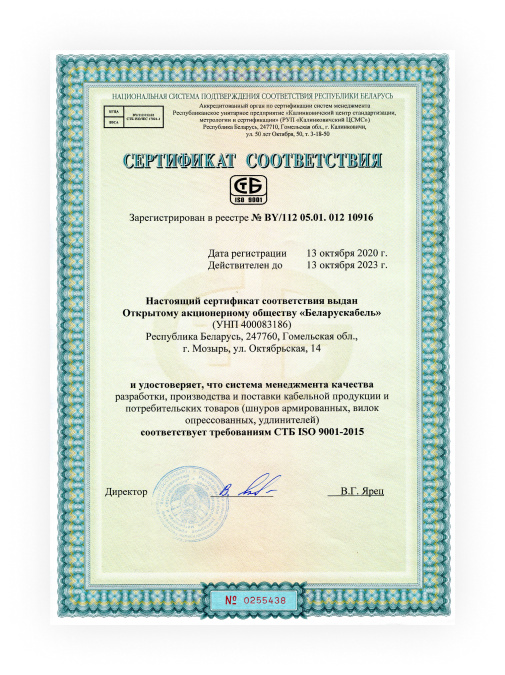 НАЦИОНАЛЬНАЯ СИСТЕМА ПОДТВЕРЖДЕНИЯ СООТВЕТСТВИЯ РЕСПУБЛИКИ БЕЛАРУСЬ
Аккредитованный орган по сертификации систем менеджмента
Республиканское унитарное предприятие «Калинковичский центр стандартизации,
метрологии и сертификации» (РУП «Калинковичский ЦСМС»)
Республика Беларусь, 247710, Гомельская обл., г. Калинковичи,
ул. 50 лет Октября, 50, т. 3-18-50
СЕРТИФИКАТ СООТВЕТСТВИЯ
СТБ
ISO 9001
Зарегистрирован в реестре № BY/112 05.01. 012 10916
Дата регистрации 13 октября 2020 г.
Действителен до 13 октября 2023 г.
Настоящий сертификат соответствия выдан
Открытому акционерному обществу «Беларускабель»
(УНП 400083186)
Республика Беларусь, 247760, Гомельская обл.,
г. Мозырь, ул. Октябрьская, 14
и удостоверяет, что система менеджмента качества
разработки, производства и поставки кабельной продукции и
потребительских товаров (шнуров армированных, вилок
опрессованных, удлинителей)
соответствует требованиям СТБ ISO 9001-2015
Директор В.Г. Ярец
№ 0255438